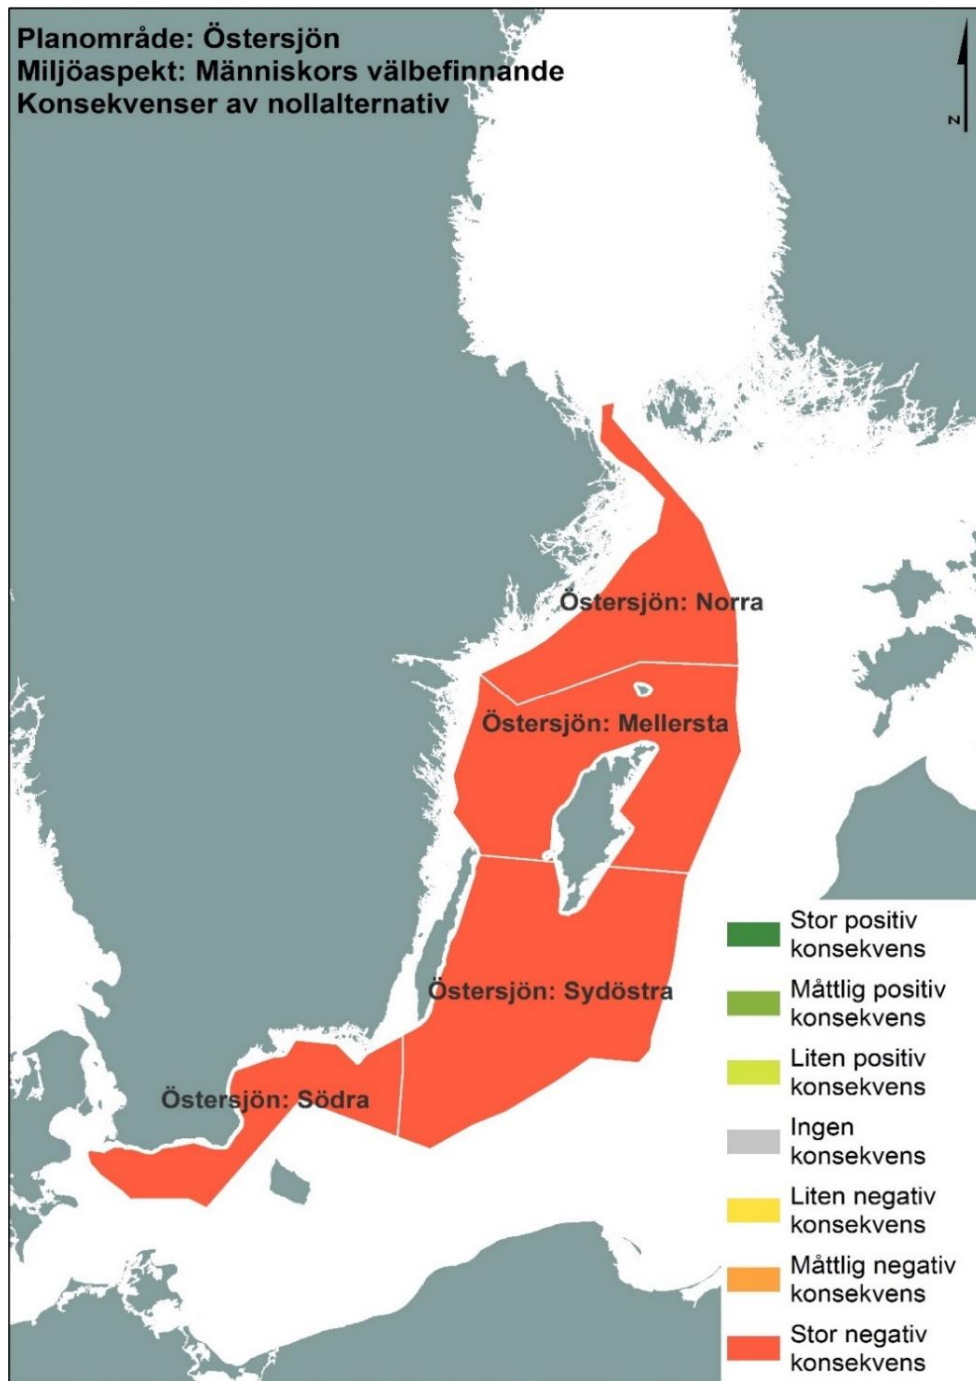 Planområde: Östersjön
Miljöaspekt: Människors välbefinnande
Konsekvenser av nollalternativ
N
Östersjön: Norra
Östersjön: Mellersta
Östersjön: Sydöstra
Östersjön: Södra
Stor positiv
konsekvens
Måttlig positiv
konsekvens
Liten positiv
konsekvens
Ingen
konsekvens
Liten negativ
konsekvens
Måttlig negativ
konsekvens
Stor negativ
konsekvens